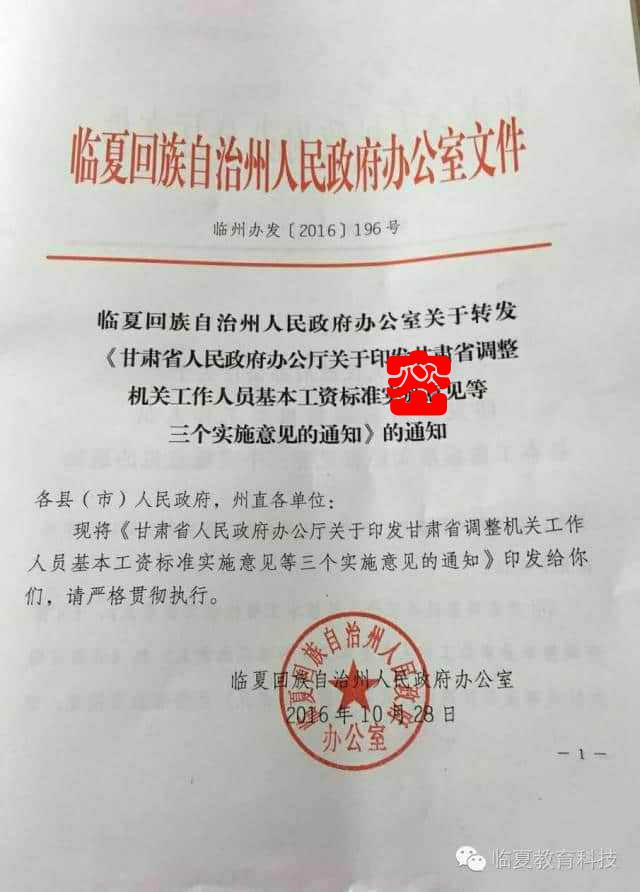 临夏回族自治州人民政府办公室文件
临州办发〔2016〕196号
临夏回族自治州人民政府办公室关于转发
《甘肃省人民政府办公厅关于印发甘肃省调整
机关工作人员基本工资标准实 见等
三个实施意见的通知》的通知
各县（市）人民政府，州直各单位：
现将《甘肃省人民政府办公厅关于印发甘肃省调整机关工作
人员基本工资标准实施意见等三个实施意见的通知》印发给你
们，请严格贯彻执行。
临夏回族自治州人民政府办公室
2016年10月28日
临夏回族自治州人民政府
办公室
－1－
临夏教育科技